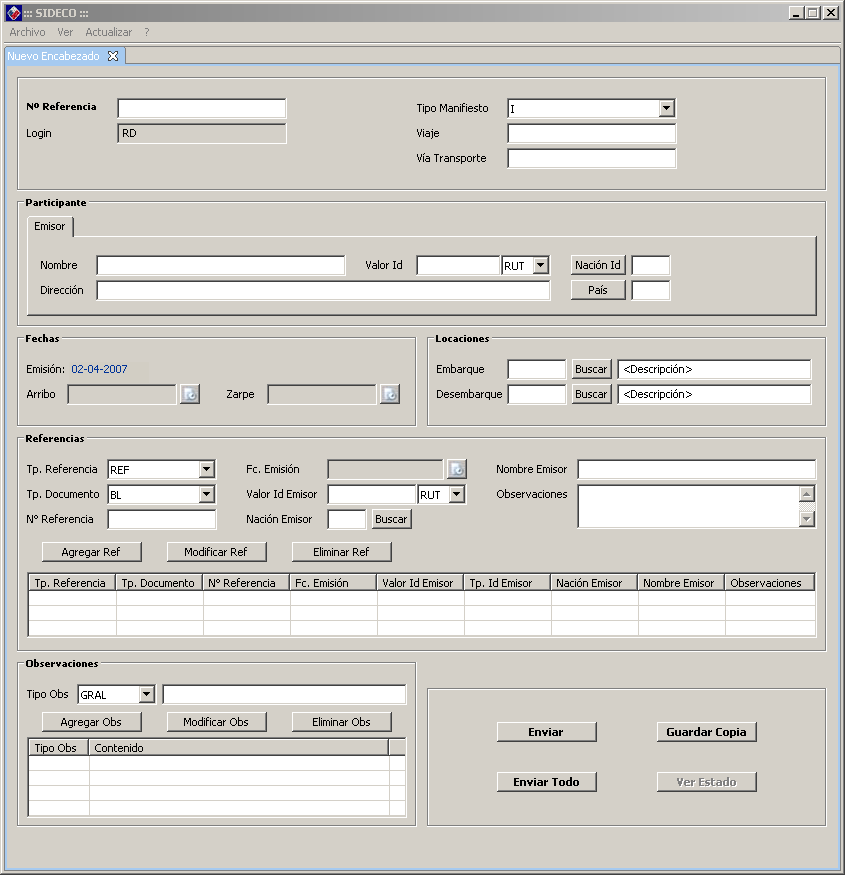 ::: SIDECO :::
Archivo Ver Actualizar ?
Nuevo Encabezado
Nº Referencia
Tipo Manifiesto I
Login RD
Viaje
Vía Transporte
Participante
Emisor
Nombre Valor Id RUT Nación Id
Dirección País
Fechas
Emisión: 02-04-2007
Arribo Zarpe
Locaciones
Embarque Buscar <Descripción>
Desembarque Buscar <Descripción>
Referencias
Tp. Referencia REF Fc. Emisión Nombre Emisor
Tp. Documento BL Valor Id Emisor RUT Observaciones
N° Referencia Nación Emisor Buscar
Agregar Ref Modificar Ref Eliminar Ref
Tp. Referencia Tp. Documento N° Referencia Fc. Emisión Valor Id Emisor Tp. Id Emisor Nación Emisor Nombre Emisor Observaciones
Observaciones
Tipo Obs GRAL
Agregar Obs Modificar Obs Eliminar Obs
Tipo Obs Contenido
Enviar Guardar Copia
Enviar Todo Ver Estado